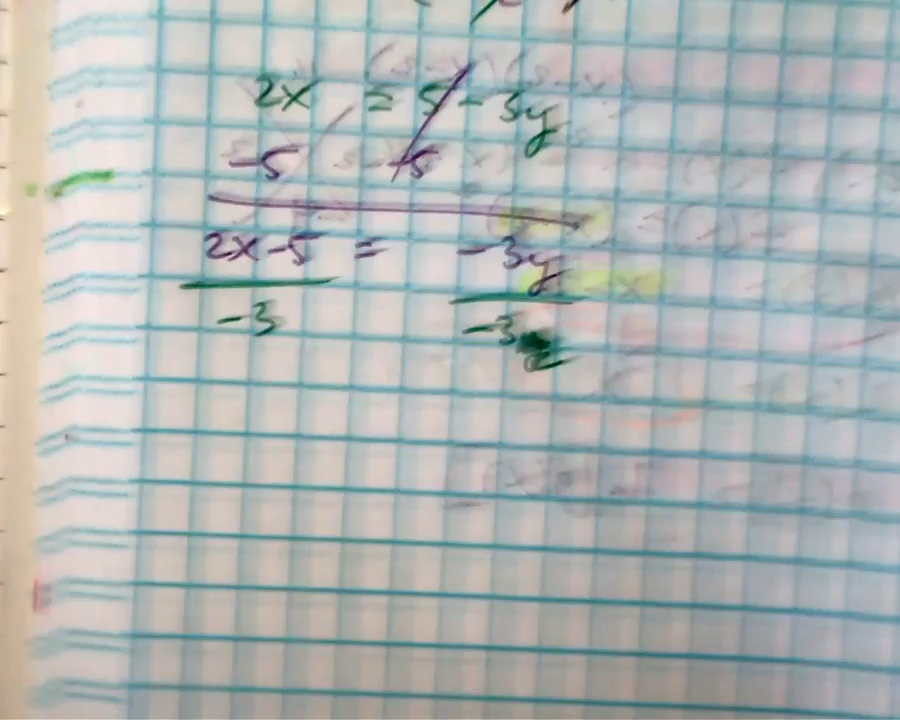 2x = 5 - 3y
-5 -5
2x-5 = -3y
-3 -3